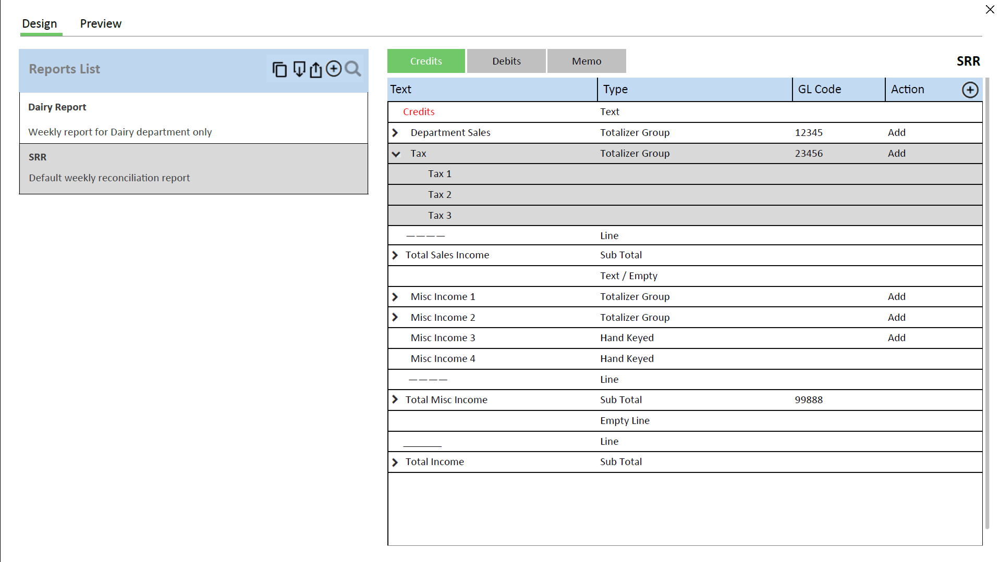 Design Preview
Reports List
Dairy Report
Weekly report for Dairy department only
SRR
Default weekly reconciliation report
Credits Debits Memo SRR
Text Type GL Code Action
Credits Text
Department Sales Totalizer Group 12345 Add
Tax Totalizer Group 23456 Add
Tax 1
Tax 2
Tax 3
———— Line
Total Sales Income Sub Total
Text / Empty
Misc Income 1 Totalizer Group Add
Misc Income 2 Totalizer Group Add
Misc Income 3 Hand Keyed Add
Misc Income 4 Hand Keyed
———— Line
Total Misc Income Sub Total 99888
Empty Line
_______ Line
Total Income Sub Total